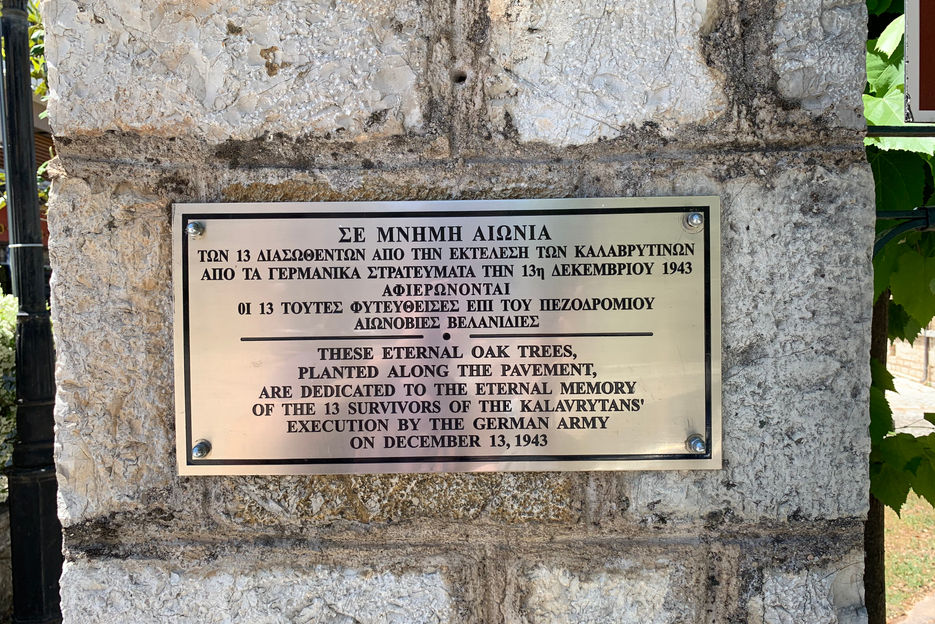 ΣΕ ΜΝΗΜΗ ΑΙΩΝΙΑ
ΤΩΝ 13 ΔΙΑΣΩΘΕΝΤΩΝ ΑΠΟ ΤΗΝ ΕΚΤΕΛΕΣΗ ΤΩΝ ΚΑΛΑΒΡΥΤΙΝΩΝ
ΑΠΟ ΤΑ ΓΕΡΜΑΝΙΚΑ ΣΤΡΑΤΕΥΜΑΤΑ ΤΗΝ 13η ΔΕΚΕΜΒΡΙΟΥ 1943
ΑΦΙΕΡΩΝΟΝΤΑΙ
ΟΙ 13 ΤΟΥΤΕΣ ΦΥΤΕΥΘΕΙΣΕΣ ΕΠΙ ΤΟΥ ΠΕΖΟΔΡΟΜΙΟΥ
ΑΙΩΝΟΒΙΕΣ ΒΕΛΑΝΙΔΙΕΣ
THESE ETERNAL OAK TREES,
PLANTED ALONG THE PAVEMENT,
ARE DEDICATED TO THE ETERNAL MEMORY
OF THE 13 SURVIVORS OF THE KALAVRYTANS'
EXECUTION BY THE GERMAN ARMY
ON DECEMBER 13, 1943